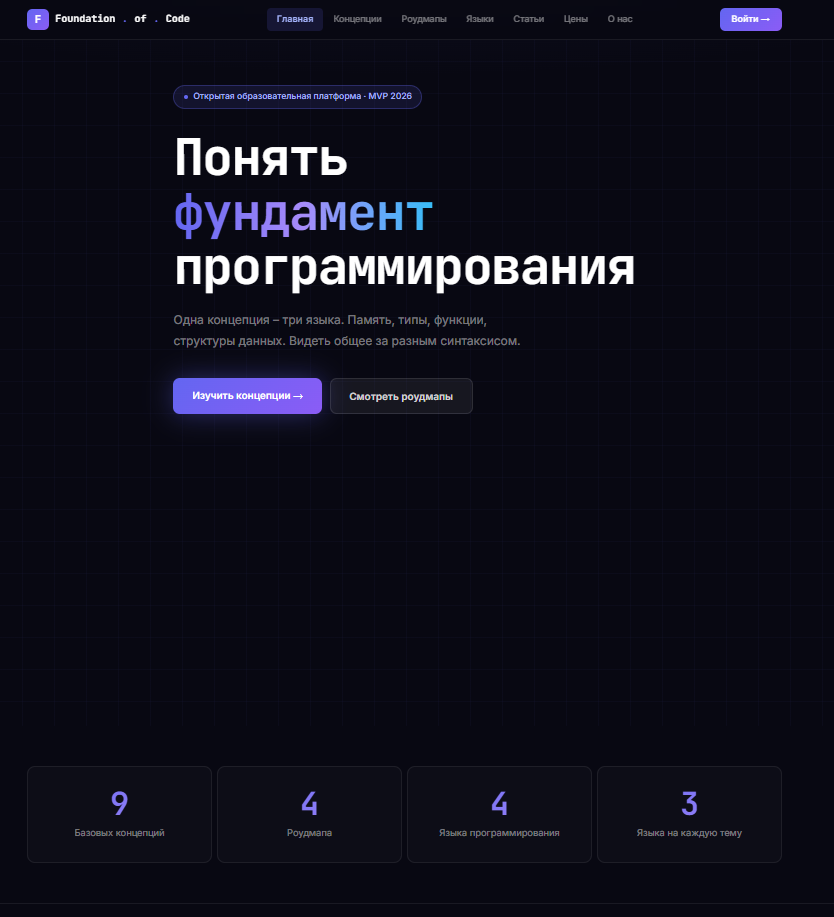 F Foundation . of . Code Главная Концепции Роудмапы Языки Статьи Цены О нас Войти →
Открытая образовательная платформа · MVP 2026
Понять
фундамент
программирования
Одна концепция – три языка. Память, типы, функции,
структуры данных. Видеть общее за разным синтаксисом.
Изучить концепции → Смотреть роудмапы
9 4 4 3
Базовых концепций Роудмапа Языка программирования Языка на каждую тему